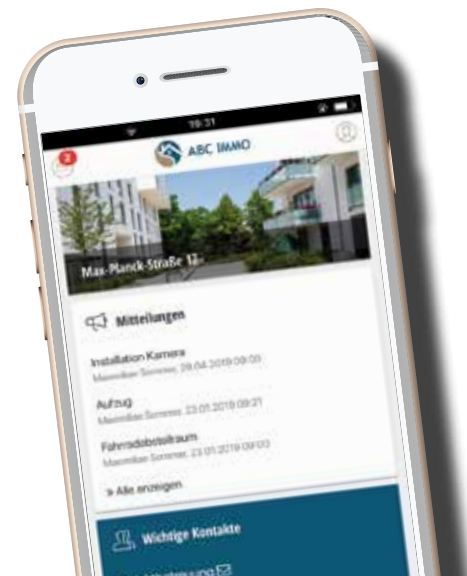 19:31
2
ABC IMMO
Max-Planck-Straße 12
Mitteilungen
Installation Kamera
Maximilian Sommer, 29.04.2019 09:03
Aufzug
Maximilian Sommer, 23.01.2019 09:21
Fahrradabstellraum
Maximilian Sommer, 23.01.2019 09:00
» Alle anzeigen
Wichtige Kontakte